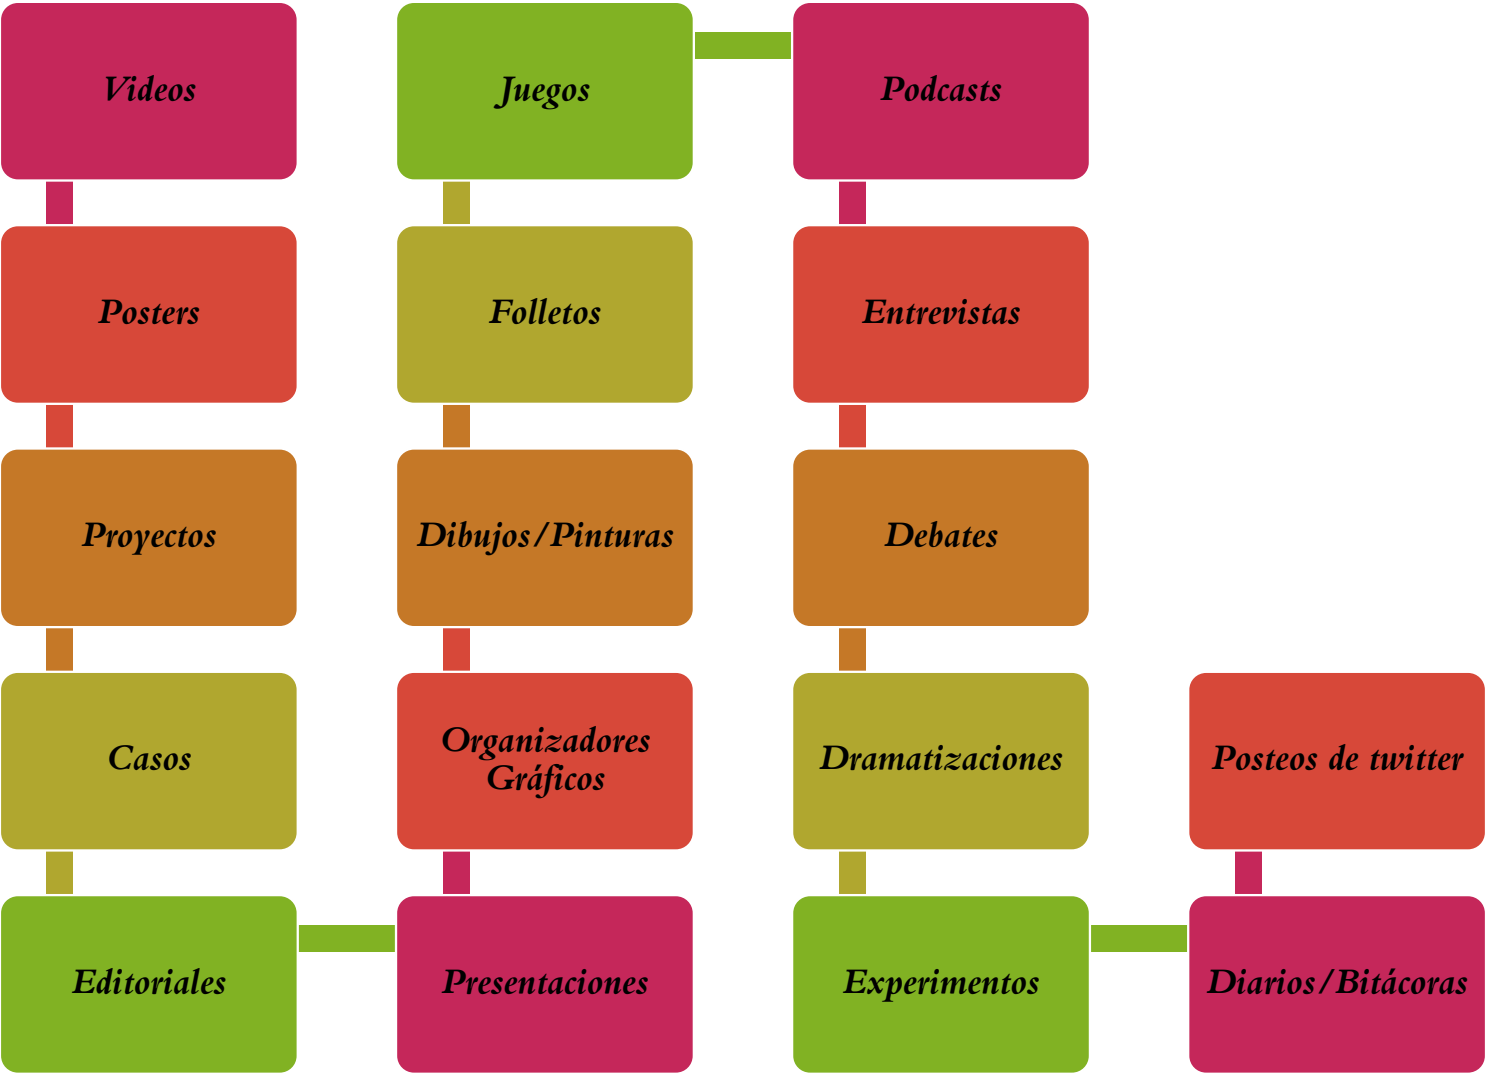 Videos
Posters
Proyectos
Casos
Editoriales
Presentaciones
Organizadores
Gráficos
Dibujos/Pinturas
Folletos
Juegos
Podcasts
Entrevistas
Debates
Dramatizaciones
Experimentos
Diarios/Bitácoras
Posteos de twitter